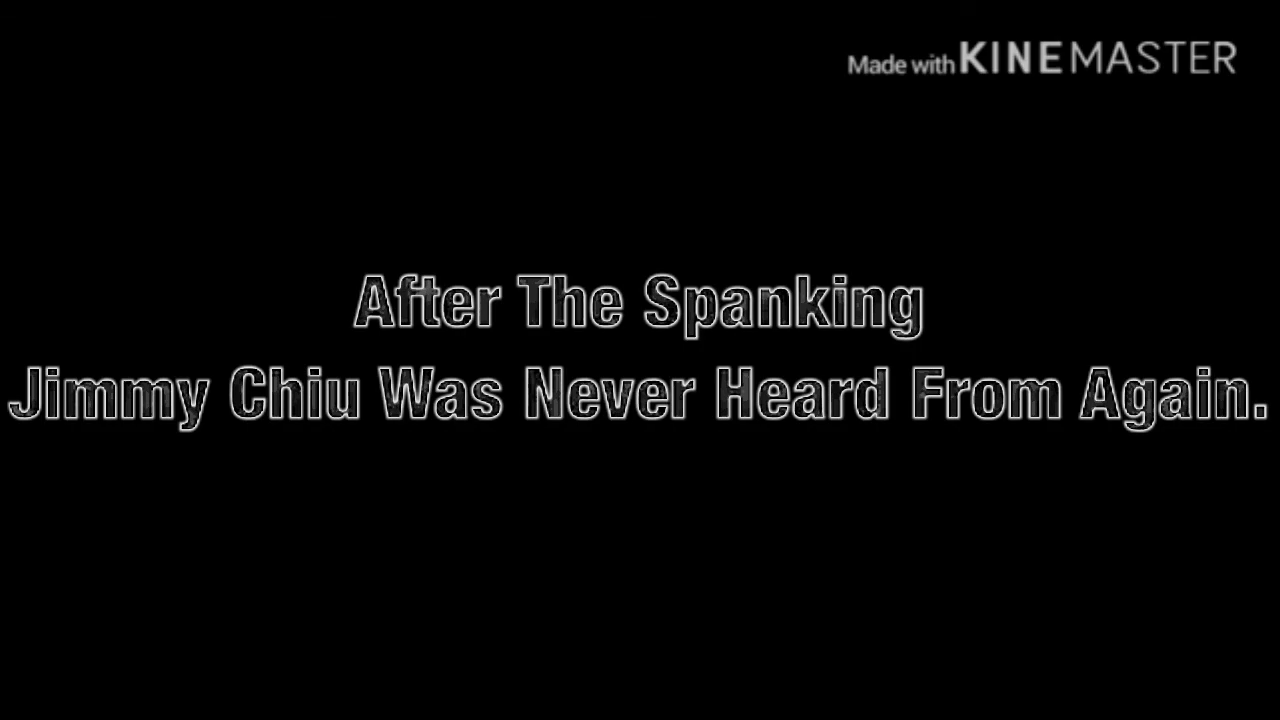 Made with KINEMASTER
After The Spanking
Jimmy Chiu Was Never Heard From Again.